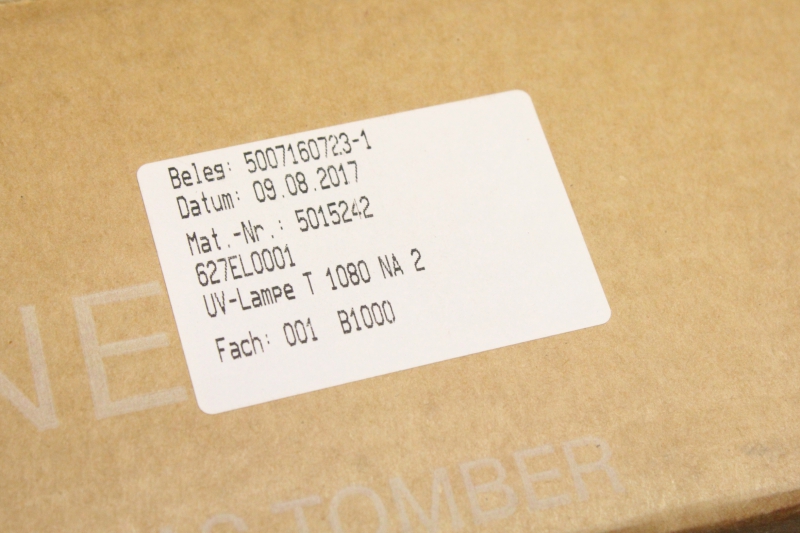 Beleg: 5007160723-1
Datum: 09.08.2017
Mat.-Nr.: 5015242
627EL0001
UV-Lampe T 1080 NA 2
Fach: 001 B1000
NE
TOMBER